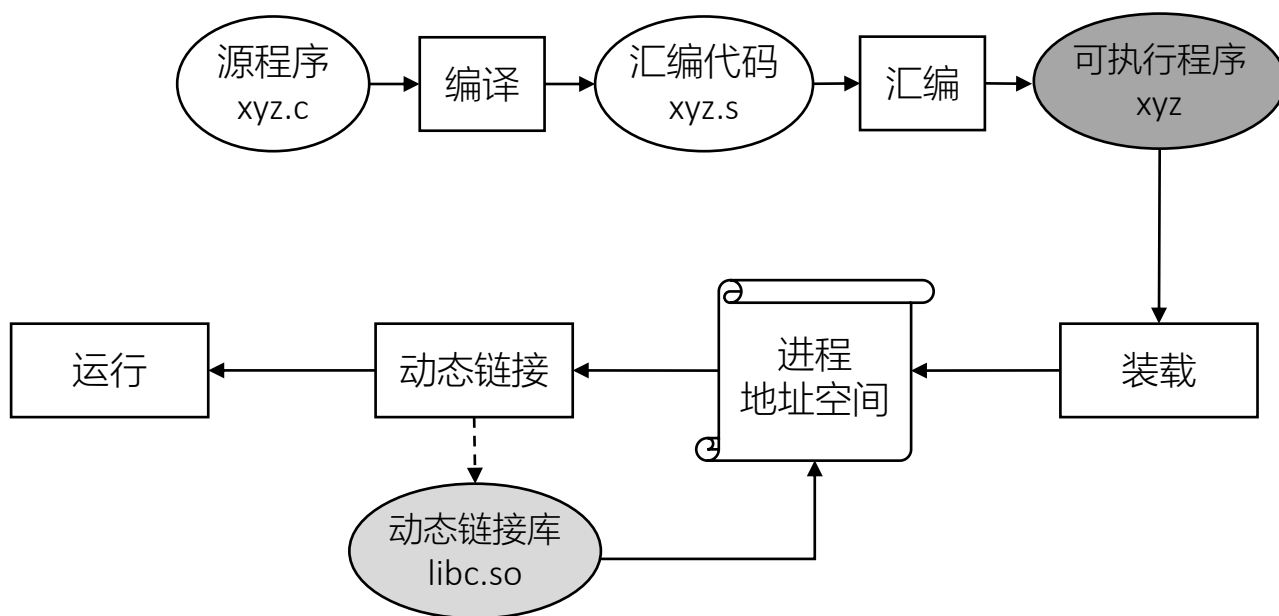 源程序
xyz.c
编译
汇编代码
xyz.s
汇编
可执行程序
xyz
运行
动态链接
进程
地址空间
装载
动态链接库
libc.so